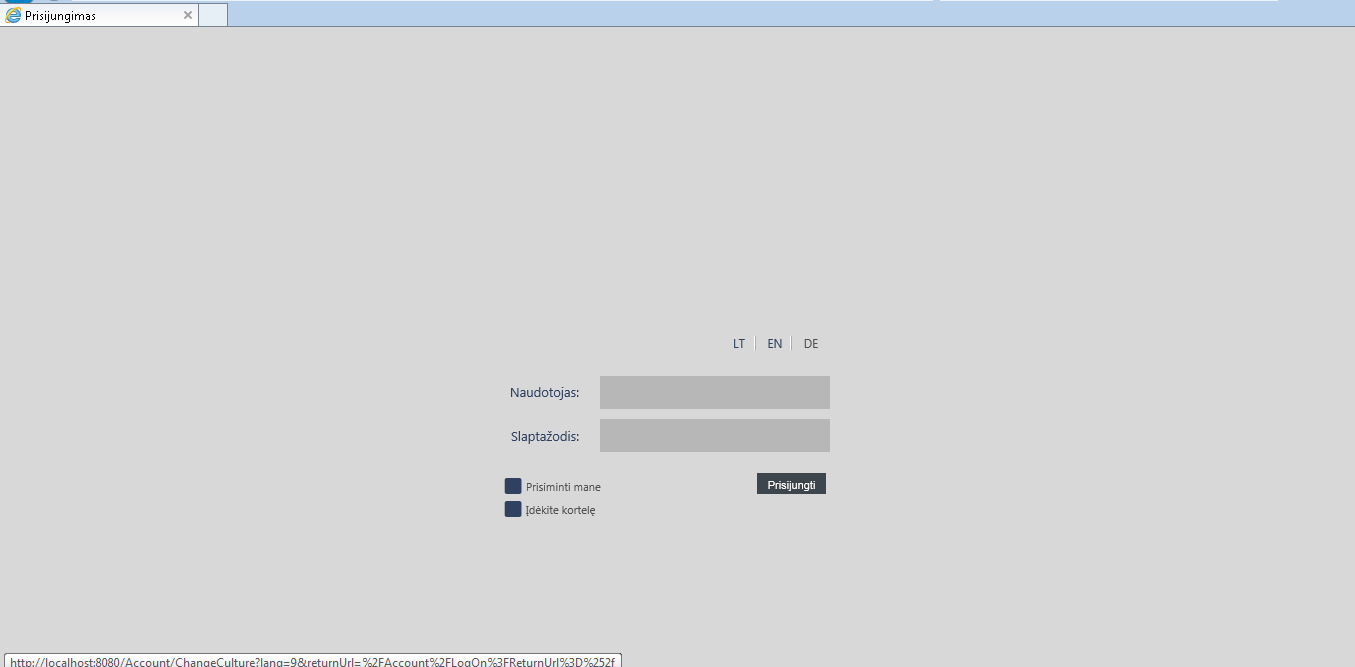 Prisijungimas
LT EN DE
Naudotojas:
Slaptažodis:
Prisiminti mane
Prisijungti
Įdėkite kortelę
http://localhost:8080/Account/ChangeCulture?lang=9&returnUrl=%2FAccount%2FLogOn%3FReturnUrl%3D%252f